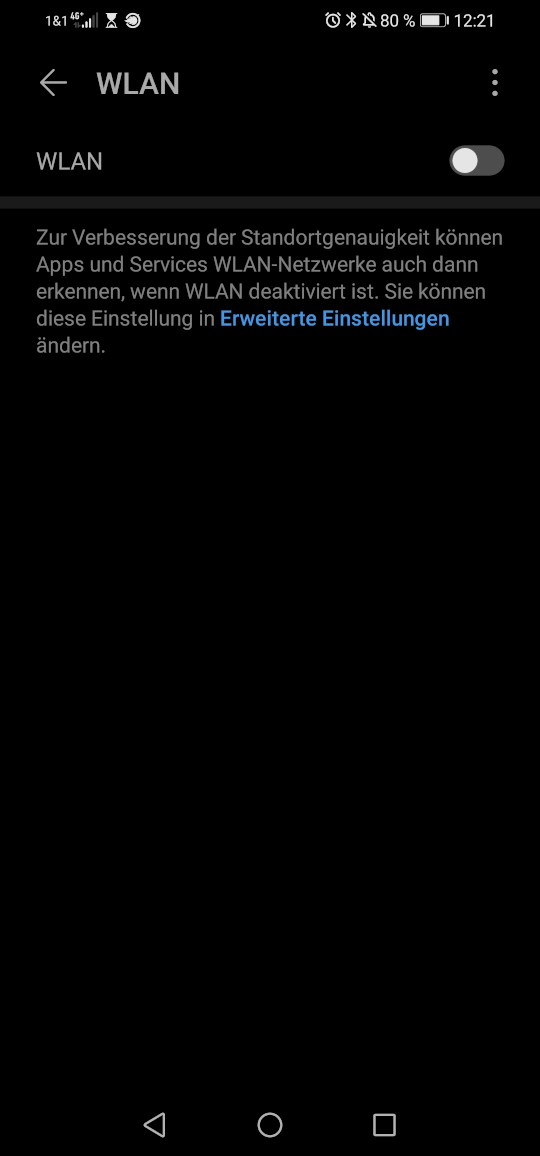 1&1 4G+ 80 % 12:21
WLAN
WLAN
Zur Verbesserung der Standortgenauigkeit können
Apps und Services WLAN-Netzwerke auch dann
erkennen, wenn WLAN deaktiviert ist. Sie können
diese Einstellung in Erweiterte Einstellungen
ändern.